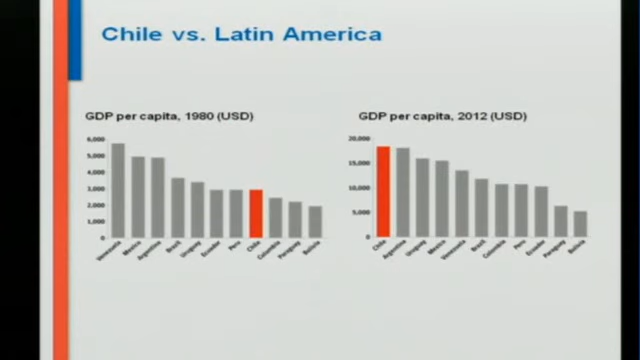 Chile vs. Latin America
GDP per capita, 1980 (USD)
6,000
5,000
4,000
3,000
2,000
1,000
0
Venezuela
Mexico
Argentina
Brazil
Uruguay
Ecuador
Peru
Chile
Colombia
Paraguay
Bolivia
GDP per capita, 2012 (USD)
20,000
15,000
10,000
5,000
0
Chile
Argentina
Uruguay
Mexico
Venezuela
Brazil
Colombia
Peru
Ecuador
Paraguay
Bolivia